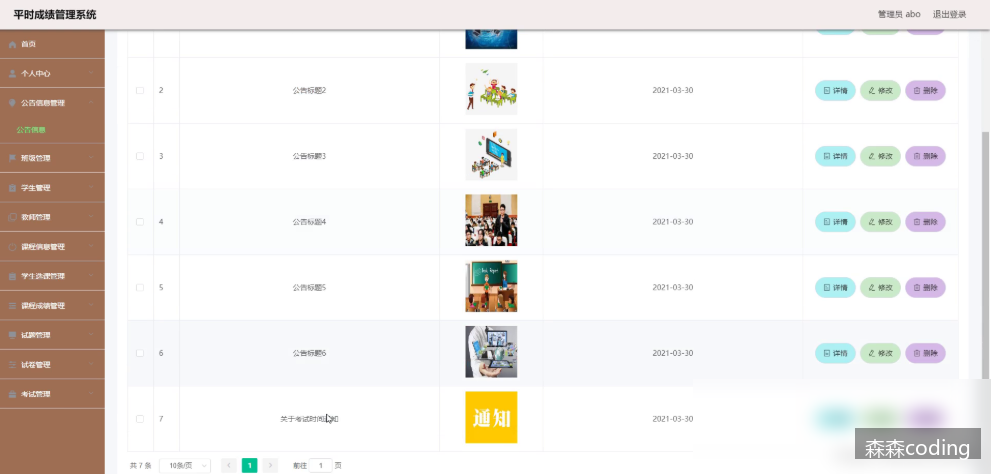 平时成绩管理系统
管理员 abo 退出登录
首页
个人中心
公告信息管理
公告信息
班级管理
学生管理
教师管理
课程信息管理
学生选课管理
课程成绩管理
试题管理
试卷管理
考试管理
2 公告标题2 2021-03-30 详情 修改 删除
3 公告标题3 2021-03-30 详情 修改 删除
4 公告标题4 2021-03-30 详情 修改 删除
5 公告标题5 2021-03-30 详情 修改 删除
6 公告标题6 2021-03-30 详情 修改 删除
7 关于考试时间通知 通知 2021-03-30
共 7 条 10条/页 1 前往 1 页
森森coding